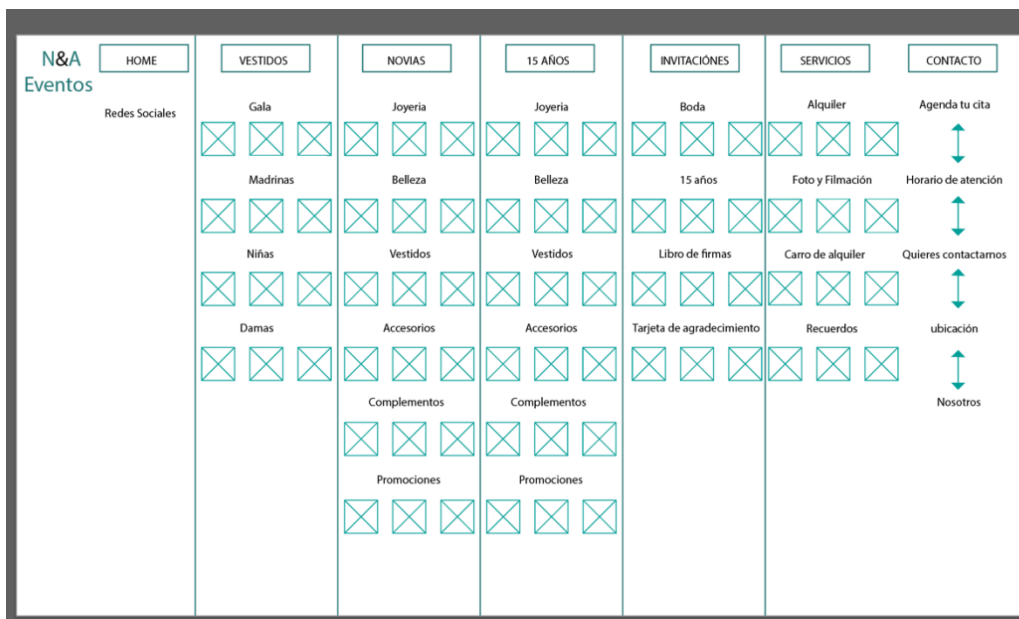 N&A
Eventos
HOME
Redes Sociales
VESTIDOS
Gala
Madrinas
Niñas
Damas
NOVIAS
Joyeria
Belleza
Vestidos
Accesorios
Complementos
Promociones
15 AÑOS
Joyeria
Belleza
Vestidos
Accesorios
Complementos
Promociones
INVITACIÓNES
Boda
15 años
Libro de firmas
Tarjeta de agradecimiento
SERVICIOS
Alquiler
Foto y Filmación
Carro de alquiler
Recuerdos
CONTACTO
Agenda tu cita
Horario de atención
Quieres contactarnos
ubicación
Nosotros